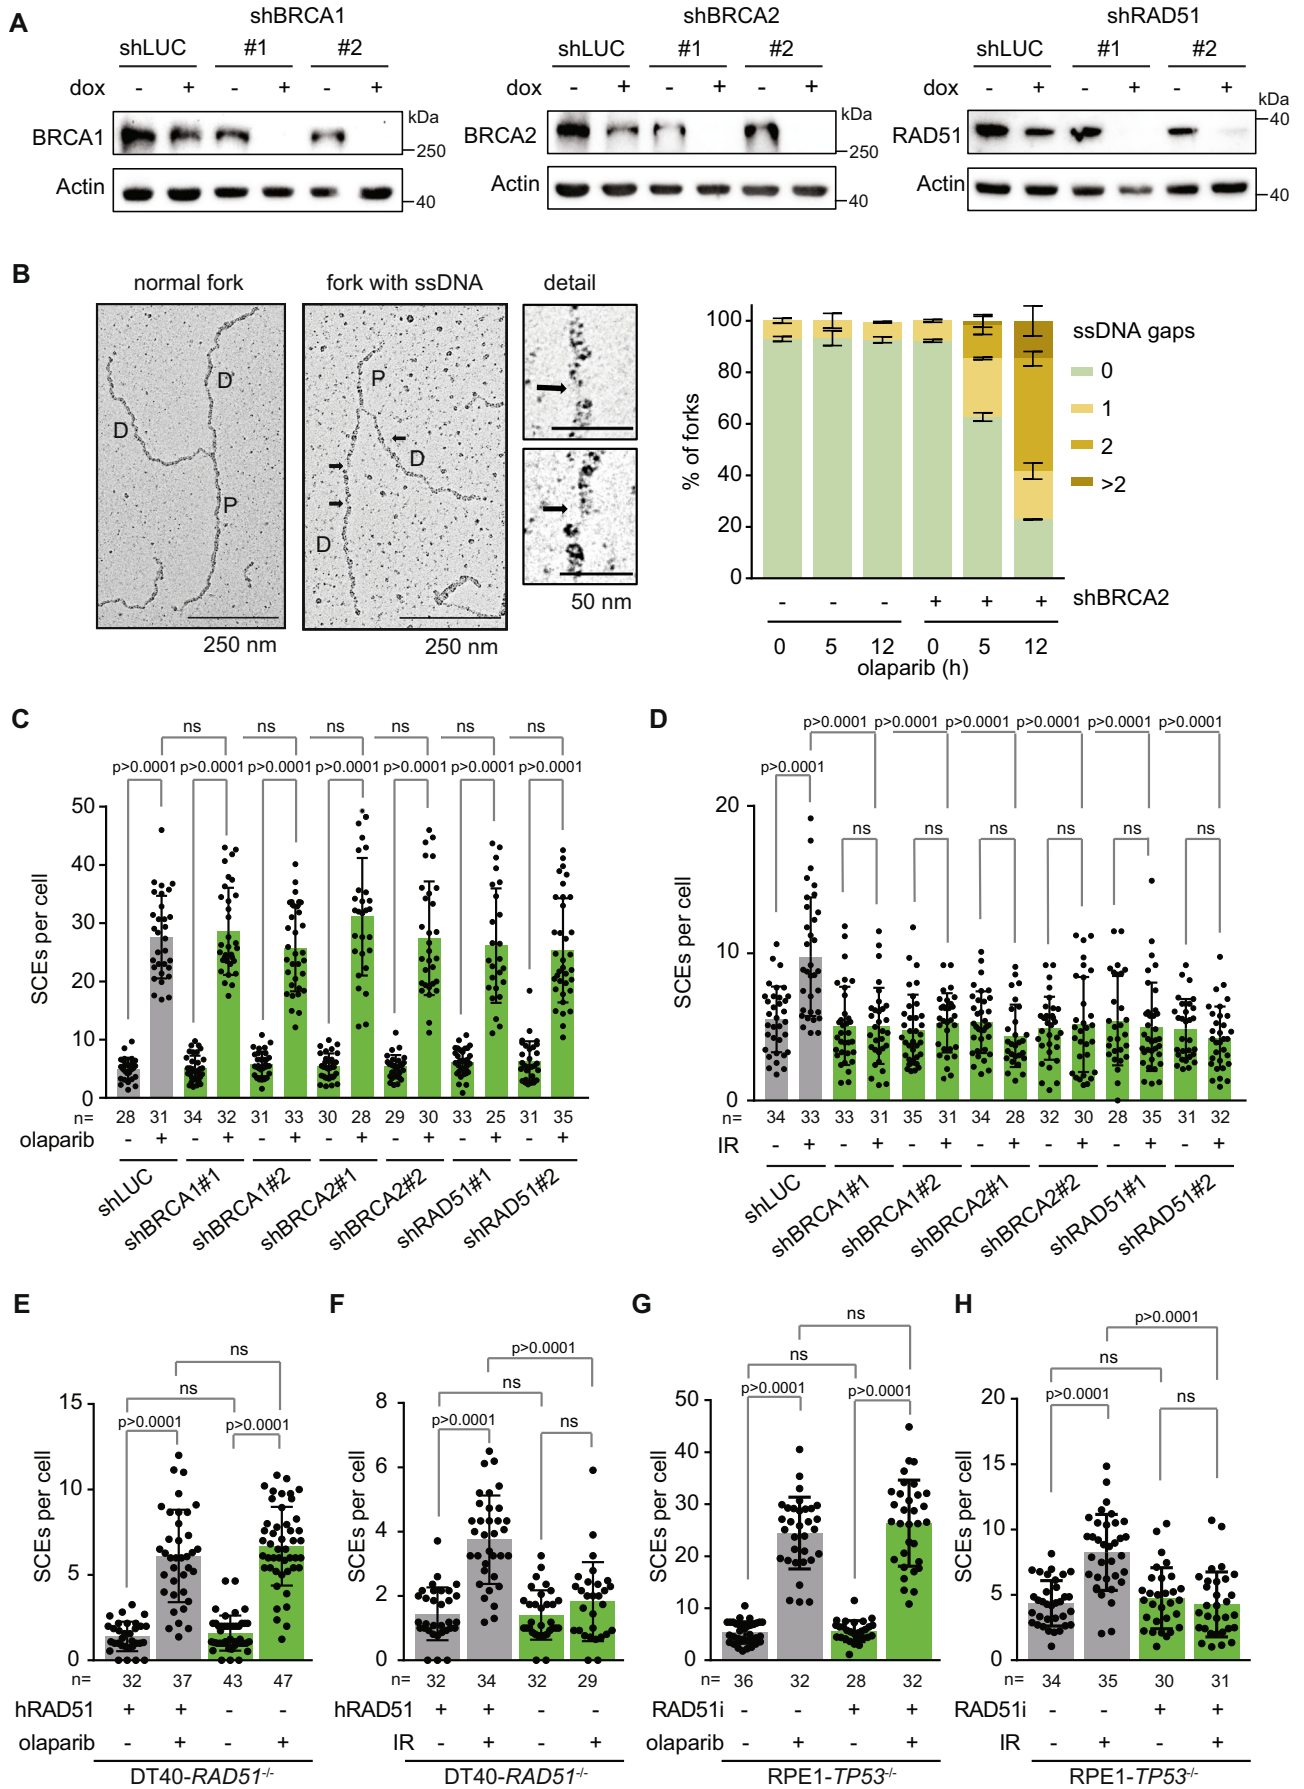 A
shBRCA1
shLUC #1 #2
dox - + - + - +
kDa
BRCA1
250
Actin
40
shBRCA2
shLUC #1 #2
dox - + - + - +
kDa
BRCA2
250
Actin
40
shRAD51
shLUC #1 #2
dox - + - + - +
kDa
40
RAD51
Actin
40
B
normal fork fork with ssDNA detail
D
D
P
250 nm
P
D
D
250 nm
50 nm
% of forks
100
80
60
40
20
0
ssDNA gaps
0
1
2
>2
- - - + + + shBRCA2
0 5 12 0 5 12
olaparib (h)
C
ns ns ns ns ns ns
p>0.0001 p>0.0001 p>0.0001 p>0.0001 p>0.0001 p>0.0001 p>0.0001
SCEs per cell
50
40
30
20
10
0
n= 28 31 34 32 31 33 30 28 29 30 33 25 31 35
olaparib - + - + - + - + - + - + - +
shLUC shBRCA1#1 shBRCA1#2 shBRCA2#1 shBRCA2#2 shRAD51#1 shRAD51#2
D
p>0.0001 p>0.0001 p>0.0001 p>0.0001 p>0.0001 p>0.0001
p>0.0001
ns ns ns ns ns ns
SCEs per cell
20
10
0
n= 34 33 33 31 35 31 34 28 32 30 28 35 31 32
IR - + - + - + - + - + - + - +
shLUC shBRCA1#1 shBRCA1#2 shBRCA2#1 shBRCA2#2 shRAD51#1 shRAD51#2
E
ns
ns
p>0.0001 p>0.0001
SCEs per cell
15
10
5
0
n= 32 37 43 47
hRAD51 + + - -
olaparib - + - +
DT40-RAD51-/-
F
p>0.0001
ns
p>0.0001 ns
SCEs per cell
8
6
4
2
0
n= 32 34 32 29
hRAD51 + + - -
IR - + - +
DT40-RAD51-/-
G
ns
ns
p>0.0001 p>0.0001
SCEs per cell
50
40
30
20
10
0
n= 36 32 28 32
RAD51i - - + +
olaparib - + - +
RPE1-TP53-/-
H
p>0.0001
ns
p>0.0001 ns
SCEs per cell
20
15
10
5
0
n= 34 35 30 31
RAD51i - - + +
IR - + - +
RPE1-TP53-/-